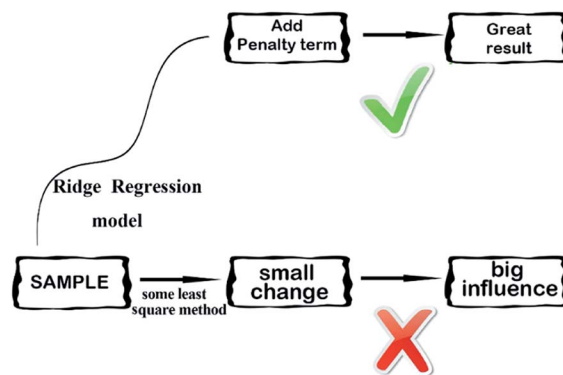 Add
Penalty term
Great
result
Ridge Regression
model
SAMPLE
some least
square method
small
change
big
influence